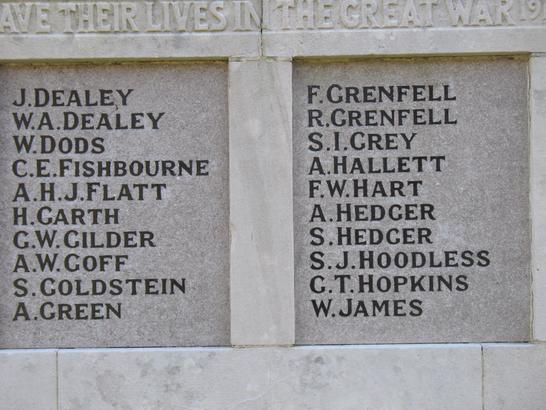 AVE THEIR LIVES IN THE GREAT WAR 19
J. DEALEY
W.A. DEALEY
W. DODS
C.E. FISHBOURNE
A.H.J. FLATT
H. GARTH
G.W. GILDER
A.W. GOFF
S. GOLDSTEIN
A. GREEN
F. GRENFELL
R. GRENFELL
S.I. GREY
A. HALLETT
F.W. HART
A. HEDGER
S. HEDGER
S.J. HOODLESS
G.T. HOPKINS
W. JAMES